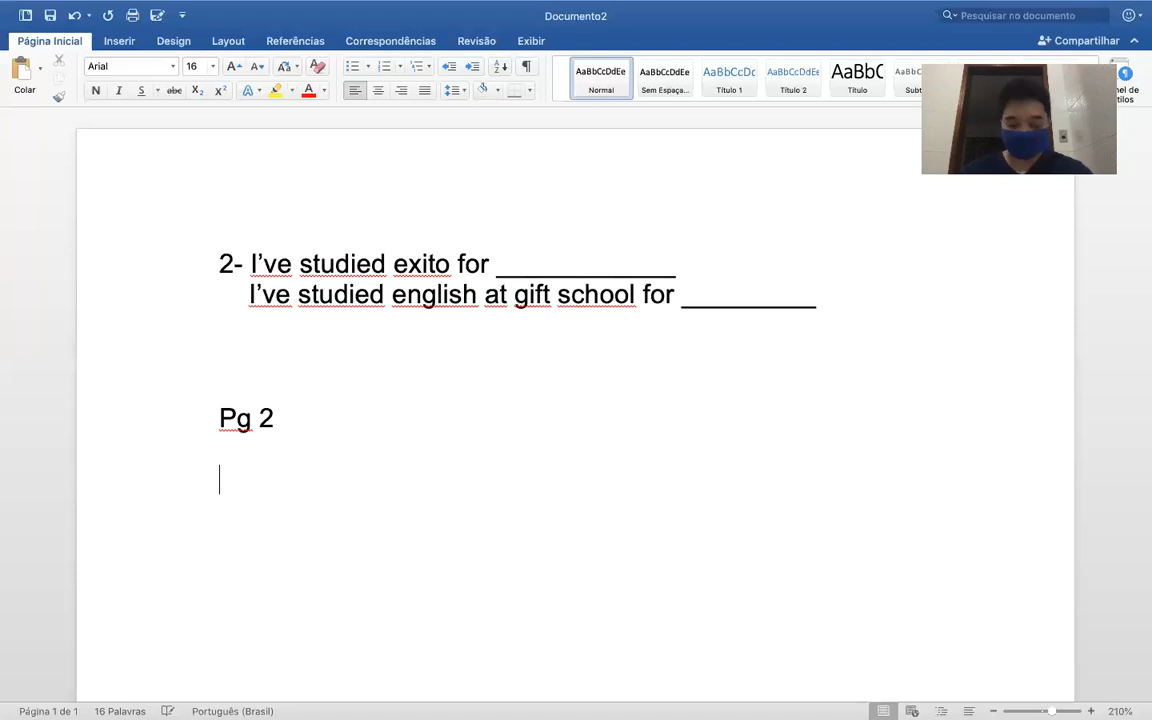 Documento2
Pesquisar no documento
Página Inicial Inserir Design Layout Referências Correspondências Revisão Exibir
Compartilhar
Colar
Arial 16
AaBbCcDdEe AaBbCcDdEe AaBbCcDc AaBbCcDdEe AaBbC
Normal Sem Espaça... Título 1 Título 2 Título
2- I’ve studied exito for _____________
I’ve studied english at gift school for __________
Pg 2
Página 1 de 1 16 Palavras Português (Brasil) 210%